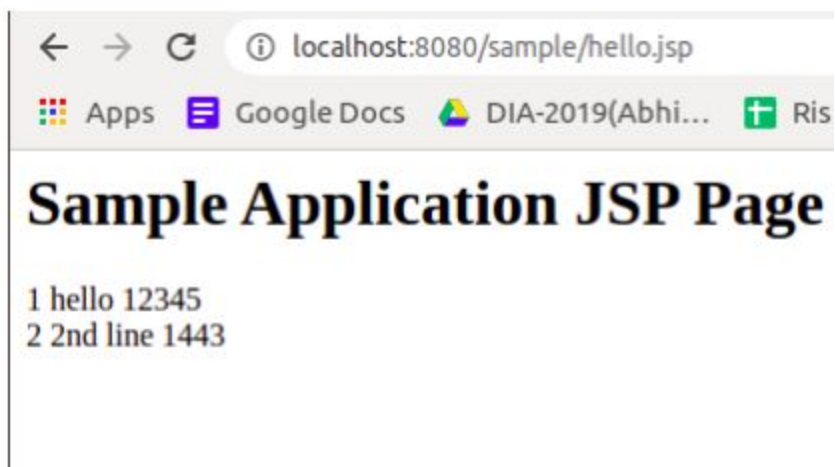 localhost:8080/sample/hello.jsp
Apps Google Docs DIA-2019(Abhi... Ris
Sample Application JSP Page
1 hello 12345
2 2nd line 1443